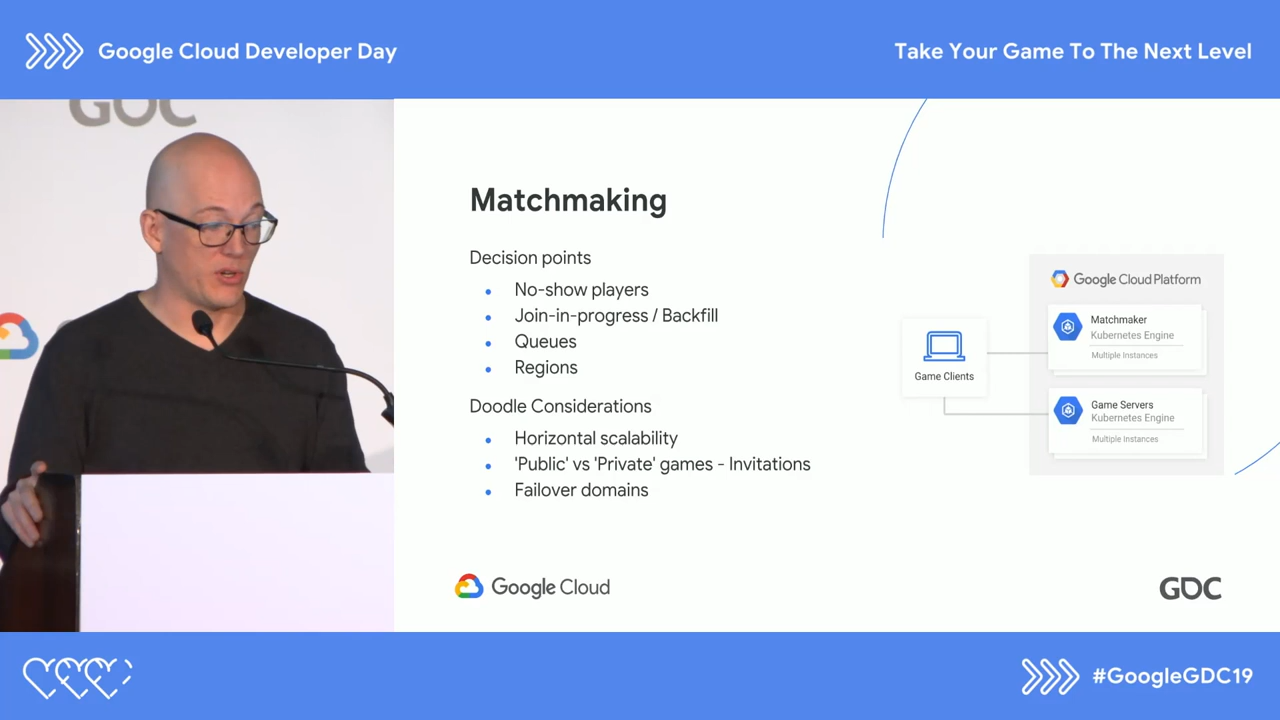 Google Cloud Developer Day
Take Your Game To The Next Level
GDC
Matchmaking
Decision points
No-show players
Join-in-progress / Backfill
Queues
Regions
Doodle Considerations
Horizontal scalability
'Public' vs 'Private' games - Invitations
Failover domains
Game Clients
Google Cloud Platform
Matchmaker
Kubernetes Engine
Multiple Instances
Game Servers
Kubernetes Engine
Multiple Instances
Google Cloud
GDC
#GoogleGDC19